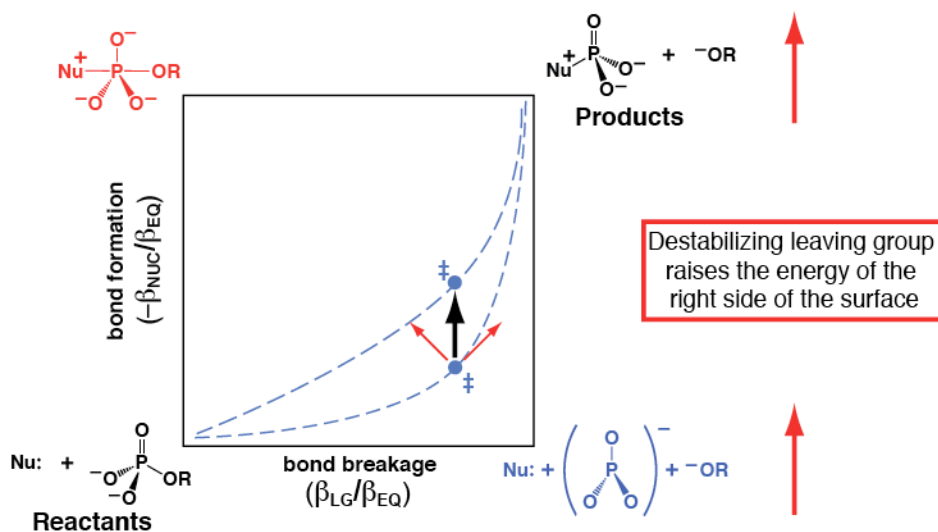 O⁻
+
Nu—P—OR
⁻O O⁻
O
+
Nu P O⁻ + ⁻OR
O⁻
Products
bond formation
(-βNUC/βEQ)
‡
‡
Destabilizing leaving group
raises the energy of the
right side of the surface
O
Nu: + ⁻O P OR
⁻O
Reactants
bond breakage
(βLG/βEQ)
O ⁻
Nu: + ( P ) + ⁻OR
O O